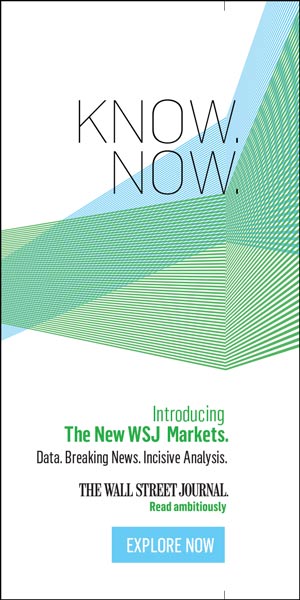 KNOW.
NOW.
Introducing
The New WSJ Markets.
Data. Breaking News. Incisive Analysis.
THE WALL STREET JOURNAL.
Read ambitiously
EXPLORE NOW